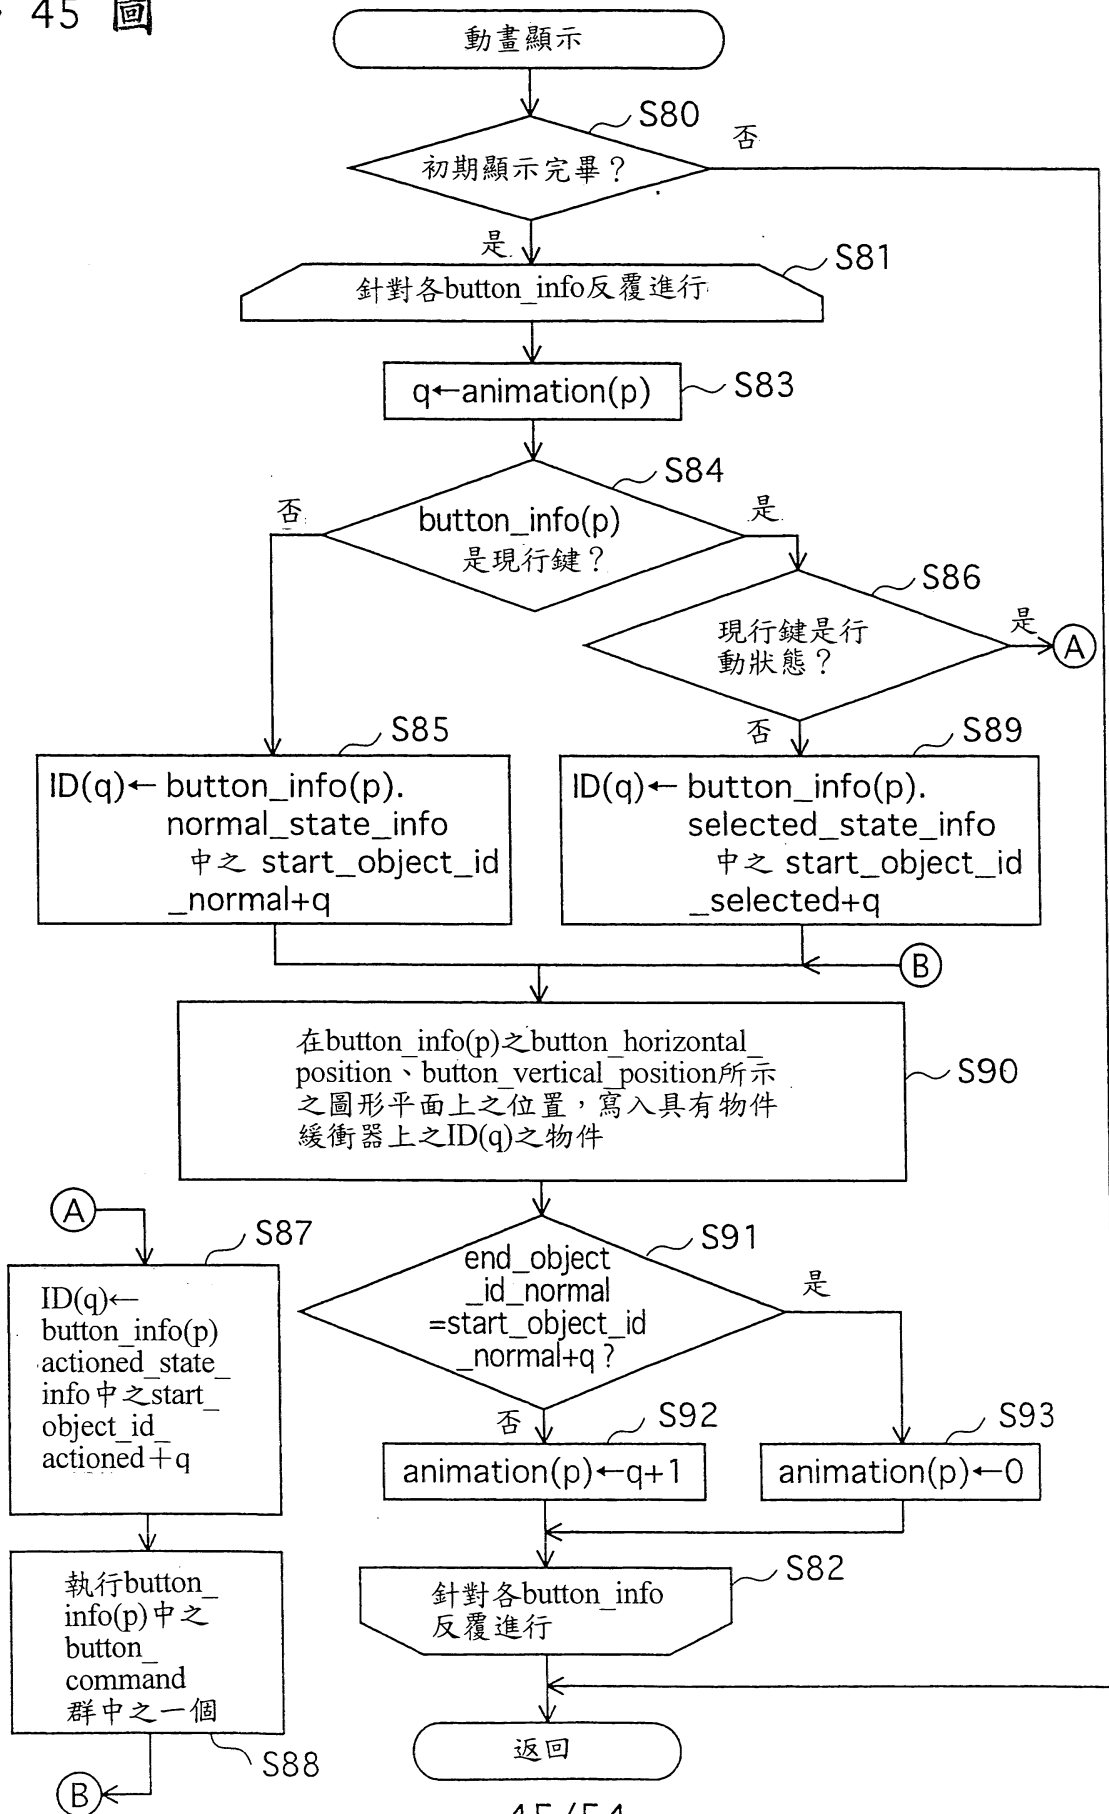 45 圖
動畫顯示
S80
否
初期顯示完畢？
是
S81
針對各button_info反覆進行
q←animation(p)
S83
S84
否
是
button_info(p)
是現行鍵？
S86
現行鍵是行
動狀態？
是
A
S85
否
S89
ID(q)← button_info(p).
normal_state_info
中之 start_object_id
_normal+q
ID(q)← button_info(p).
selected_state_info
中之 start_object_id
_selected+q
B
在button_info(p)之button_horizontal_
position、button_vertical_position所示
之圖形平面上之位置，寫入具有物件
緩衝器上之ID(q)之物件
S90
A
S87
ID(q)←
button_info(p)
actioned_state_
info中之start_
object_id_
actioned＋q
S91
end_object
_id_normal
=start_object_id
_normal+q？
是
否
S92
S93
animation(p)←q+1
animation(p)←0
執行button_
info(p)中之
button_
command
群中之一個
S82
針對各button_info
反覆進行
S88
B
返回
45/54